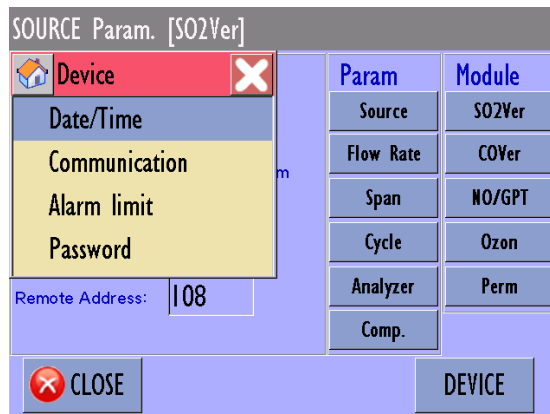 SOURCE Param. [SO2Ver]
Device
Date/Time
Communication
Alarm limit
Password
m
Remote Address: 108
Param
Source
Flow Rate
Span
Cycle
Analyzer
Comp.
Module
SO2Ver
COVer
NO/GPT
Ozon
Perm
CLOSE
DEVICE